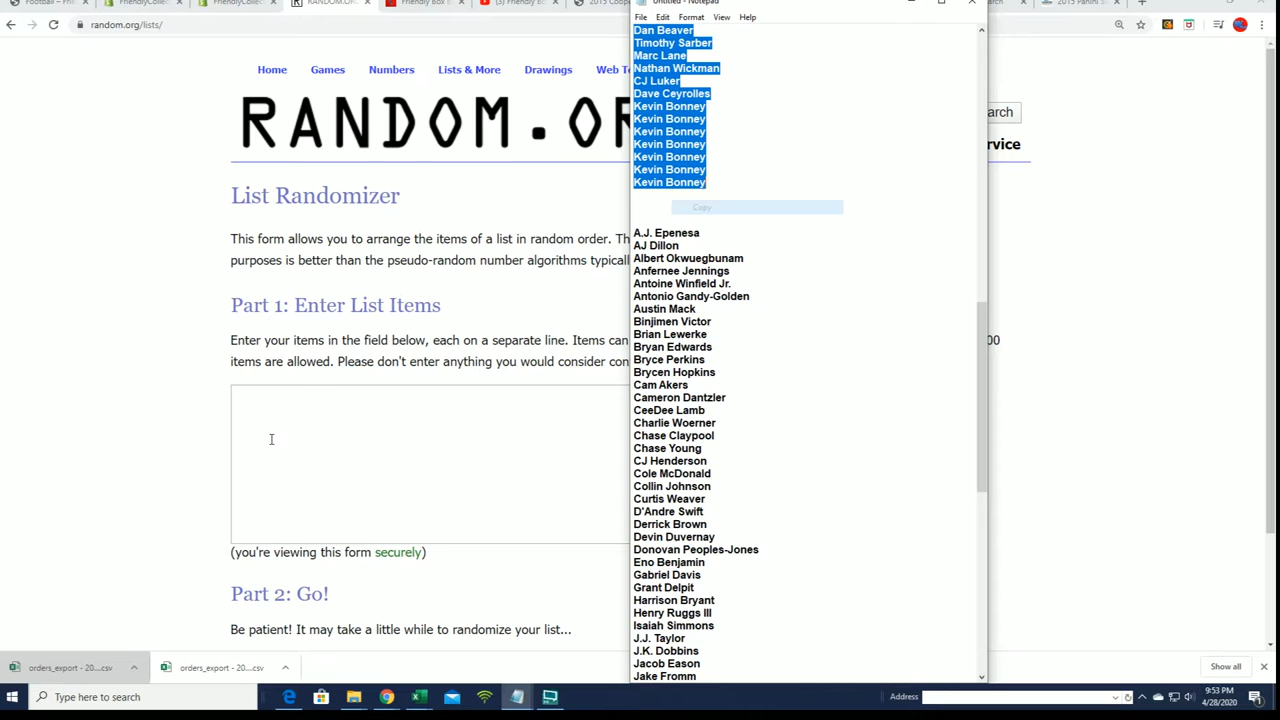 Football – F
FriendlyCollec
FriendlyCollec
RANDOM.OR
Friendly Box B
(3) Friendly Bo
2015 Coope
2015 Panini S
random.org/lists/
Home Games Numbers Lists & More Drawings Web T
RANDOM.OR
arch
rvice
List Randomizer
This form allows you to arrange the items of a list in random order. Th
purposes is better than the pseudo-random number algorithms typicall
Part 1: Enter List Items
Enter your items in the field below, each on a separate line. Items can
00
items are allowed. Please don't enter anything you would consider con
(you're viewing this form securely)
Part 2: Go!
Be patient! It may take a little while to randomize your list...
Untitled - Notepad
File Edit Format View Help
Dan Beaver
Timothy Sarber
Marc Lane
Nathan Wickman
CJ Luker
Dave Ceyrolles
Kevin Bonney
Kevin Bonney
Kevin Bonney
Kevin Bonney
Kevin Bonney
Kevin Bonney
Kevin Bonney
Copy
A.J. Epenesa
AJ Dillon
Albert Okwuegbunam
Anfernee Jennings
Antoine Winfield Jr.
Antonio Gandy-Golden
Austin Mack
Binjimen Victor
Brian Lewerke
Bryan Edwards
Bryce Perkins
Brycen Hopkins
Cam Akers
Cameron Dantzler
CeeDee Lamb
Charlie Woerner
Chase Claypool
Chase Young
CJ Henderson
Cole McDonald
Collin Johnson
Curtis Weaver
D'Andre Swift
Derrick Brown
Devin Duvernay
Donovan Peoples-Jones
Eno Benjamin
Gabriel Davis
Grant Delpit
Harrison Bryant
Henry Ruggs III
Isaiah Simmons
J.J. Taylor
J.K. Dobbins
Jacob Eason
Jake Fromm
orders_export - 20....csv
orders_export - 20....csv
Show all
Type here to search
Address
9:53 PM
4/28/2020